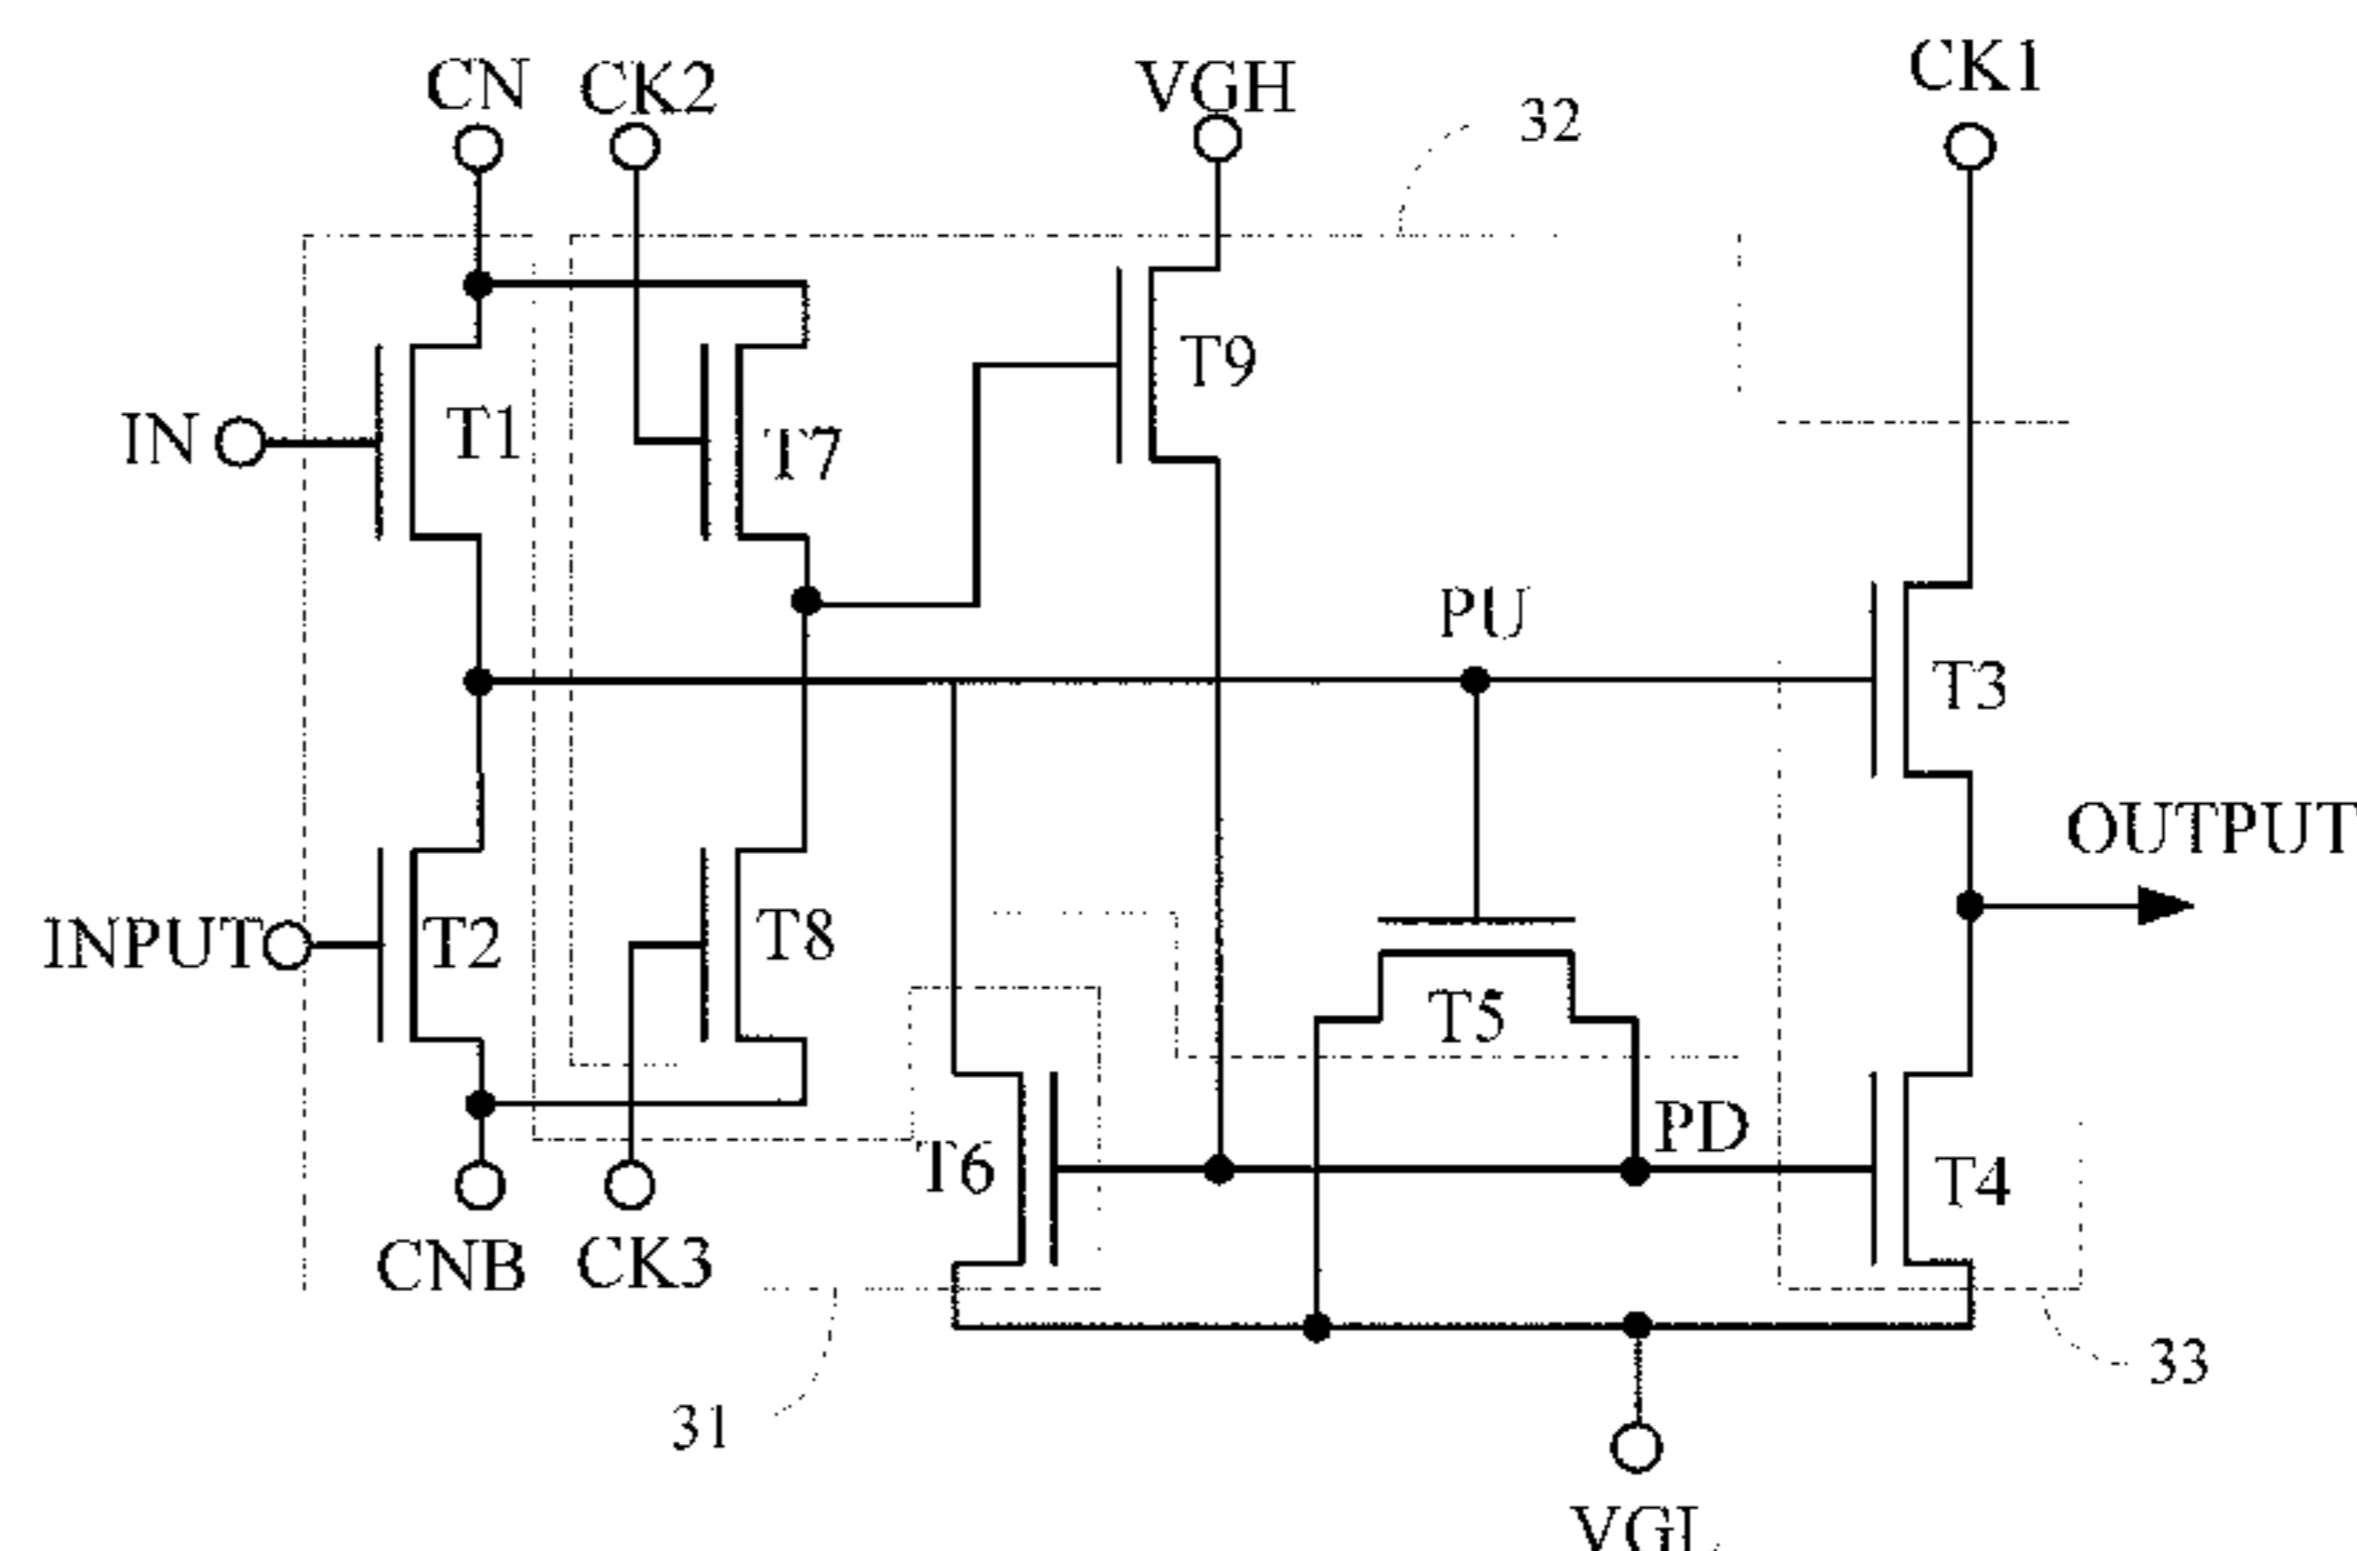 CN
CK2
VGH
32
CK1
T9
IN
T1
T7
PU
T3
OUTPUT
INPUT
T2
T8
T5
PD
T6
T4
CNB
CK3
33
31
VGL